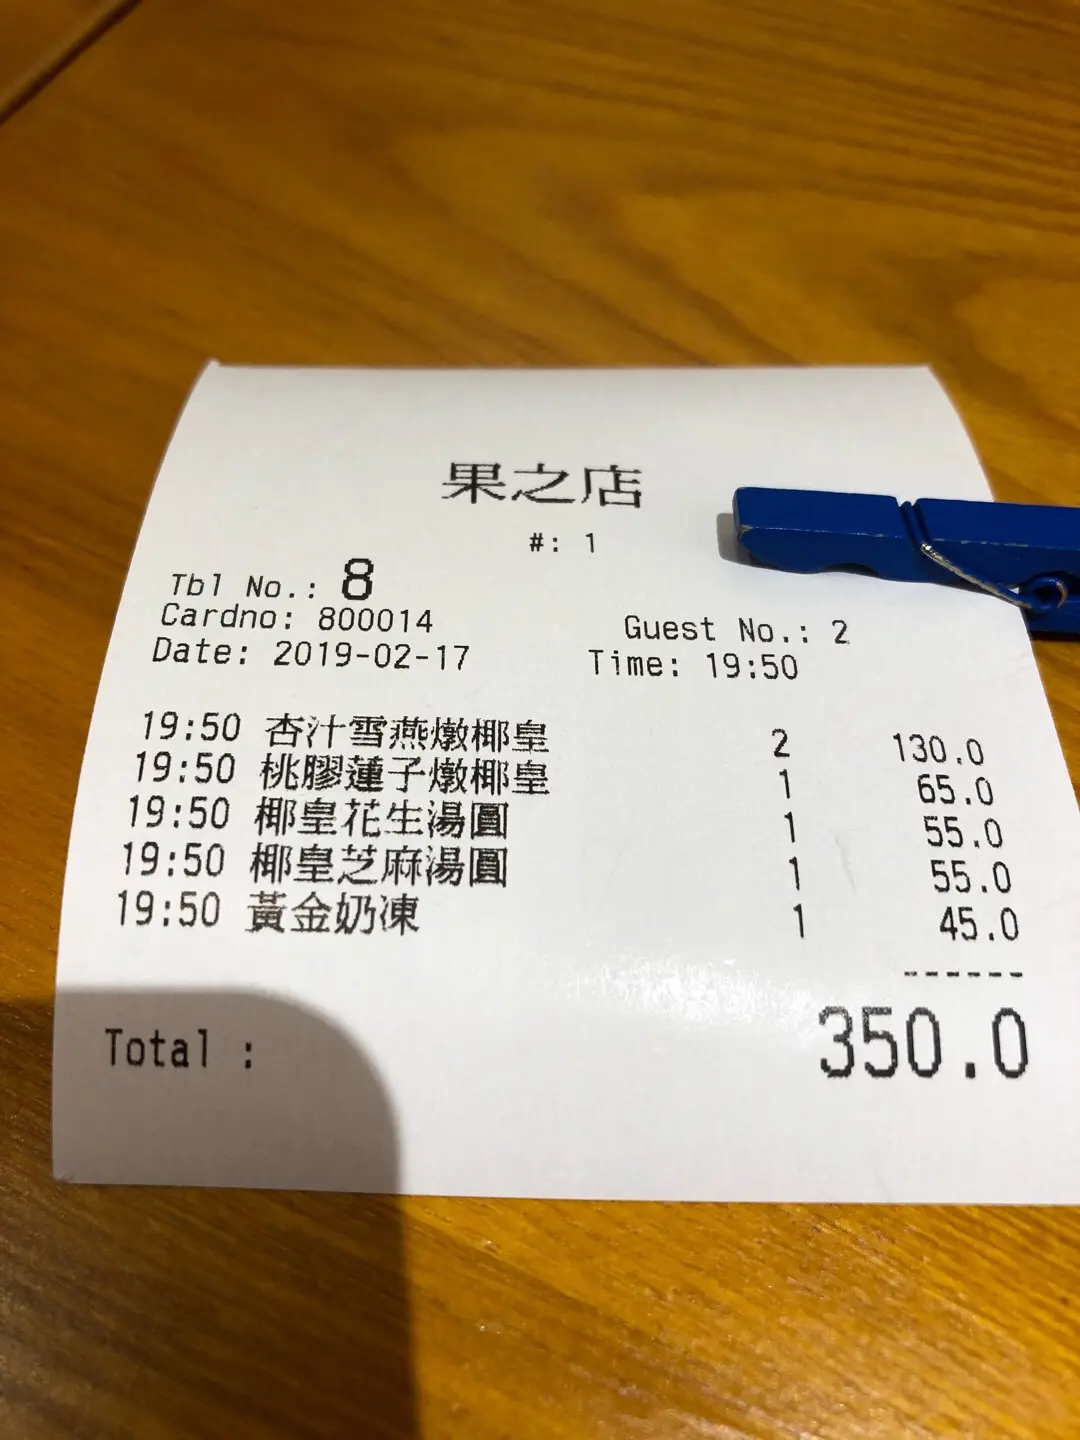 果之店
#: 1
Tbl No.: 8
Cardno: 800014 Guest No.: 2
Date: 2019-02-17 Time: 19:50
19:50 杏汁雪燕燉椰皇 2 130.0
19:50 桃膠蓮子燉椰皇 1 65.0
19:50 椰皇花生湯圓 1 55.0
19:50 椰皇芝麻湯圓 1 55.0
19:50 黃金奶凍 1 45.0
------
Total : 350.0